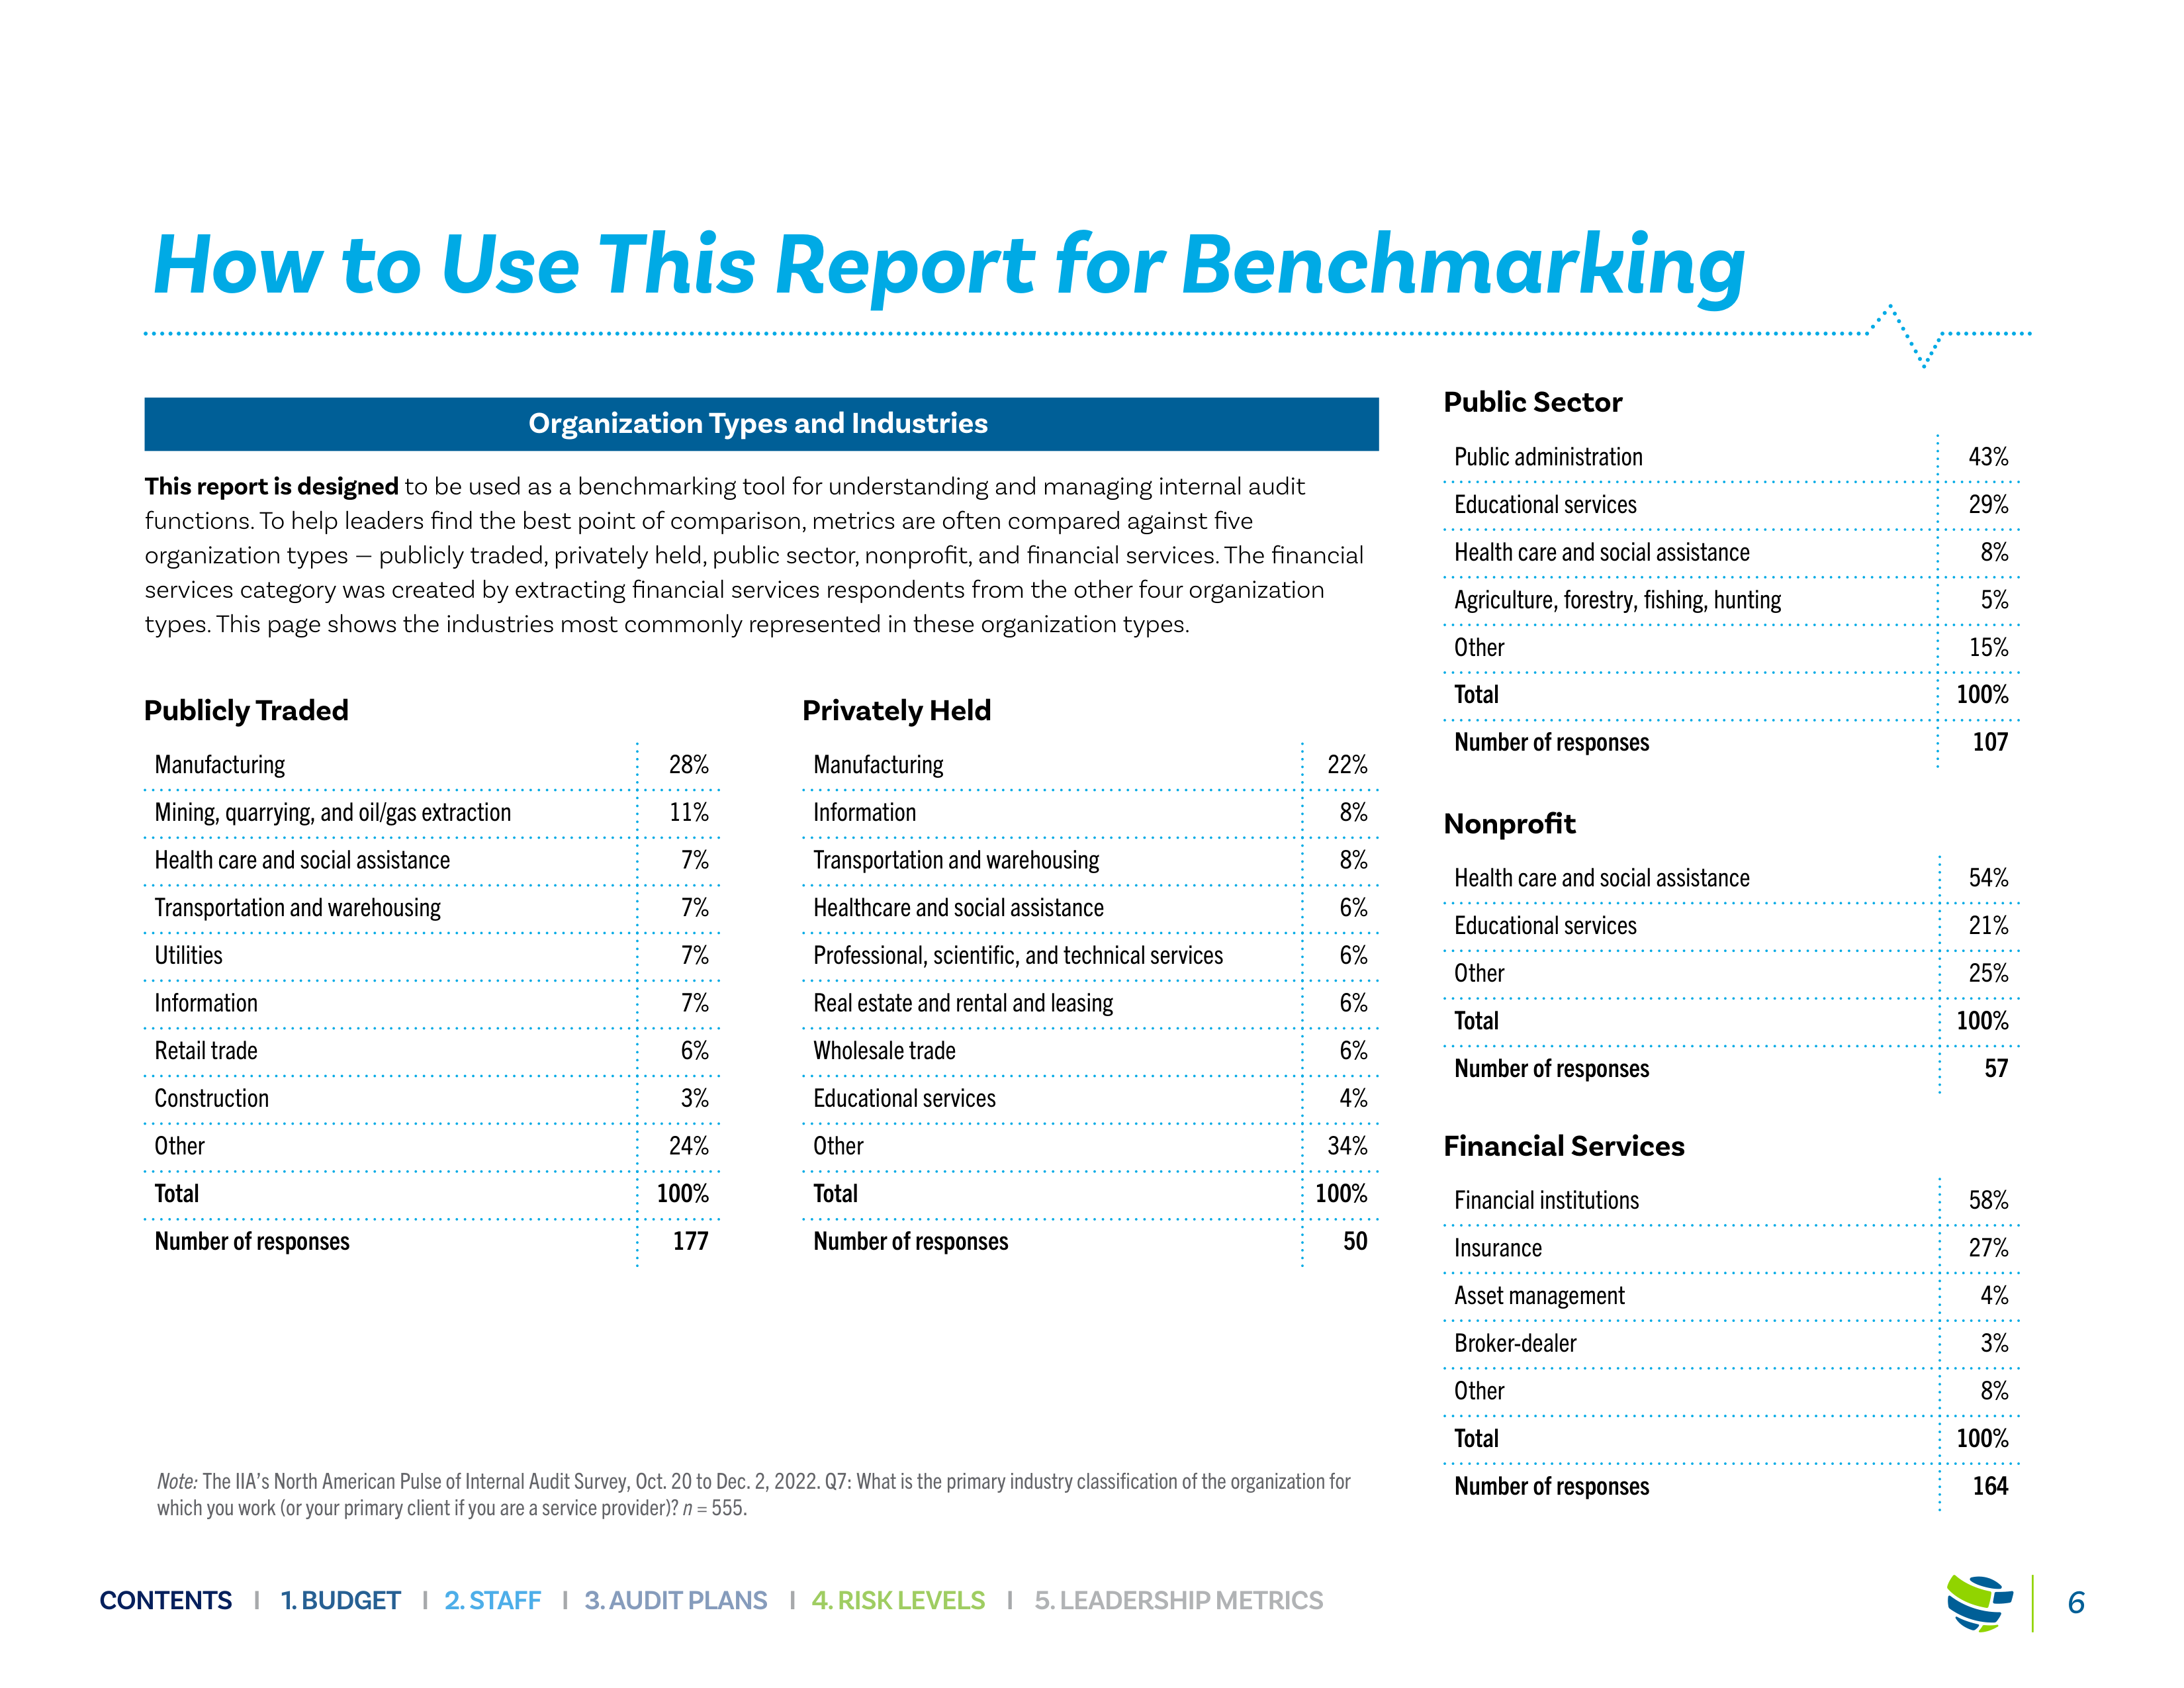 How to Use This Report for Benchmarking
Organization Types and Industries
This report is designed to be used as a benchmarking tool for understanding and managing internal audit
functions. To help leaders find the best point of comparison, metrics are often compared against five
organization types — publicly traded, privately held, public sector, nonprofit, and financial services. The financial
services category was created by extracting financial services respondents from the other four organization
types. This page shows the industries most commonly represented in these organization types.
Publicly Traded
Manufacturing 28%
Mining, quarrying, and oil/gas extraction 11%
Health care and social assistance 7%
Transportation and warehousing 7%
Utilities 7%
Information 7%
Retail trade 6%
Construction 3%
Other 24%
Total 100%
Number of responses 177
Privately Held
Manufacturing 22%
Information 8%
Transportation and warehousing 8%
Healthcare and social assistance 6%
Professional, scientific, and technical services 6%
Real estate and rental and leasing 6%
Wholesale trade 6%
Educational services 4%
Other 34%
Total 100%
Number of responses 50
Public Sector
Public administration 43%
Educational services 29%
Health care and social assistance 8%
Agriculture, forestry, fishing, hunting 5%
Other 15%
Total 100%
Number of responses 107
Nonprofit
Health care and social assistance 54%
Educational services 21%
Other 25%
Total 100%
Number of responses 57
Financial Services
Financial institutions 58%
Insurance 27%
Asset management 4%
Broker-dealer 3%
Other 8%
Total 100%
Number of responses 164
Note: The IIA's North American Pulse of Internal Audit Survey, Oct. 20 to Dec. 2, 2022. Q7: What is the primary industry classification of the organization for
which you work (or your primary client if you are a service provider)? n = 555.
CONTENTS | 1. BUDGET | 2. STAFF | 3. AUDIT PLANS | 4. RISK LEVELS | 5. LEADERSHIP METRICS
6